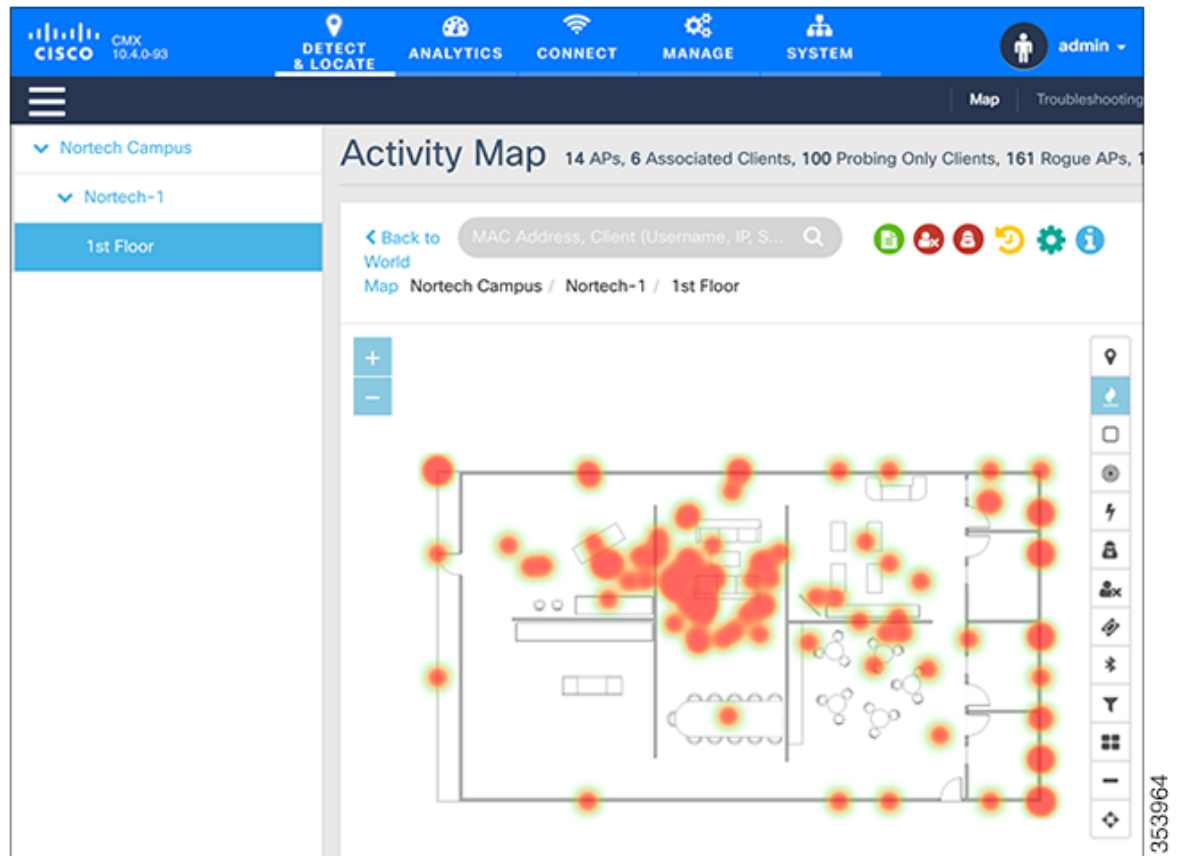 CISCO CMX
10.4.0-93
DETECT
& LOCATE
ANALYTICS
CONNECT
MANAGE
SYSTEM
admin
Map
Troubleshooting
Nortech Campus
Nortech-1
1st Floor
Activity Map 14 APs, 6 Associated Clients, 100 Probing Only Clients, 161 Rogue APs, 1
Back to
World
Map
MAC Address, Client (Username, IP, S...
Nortech Campus / Nortech-1 / 1st Floor
+
−
353964